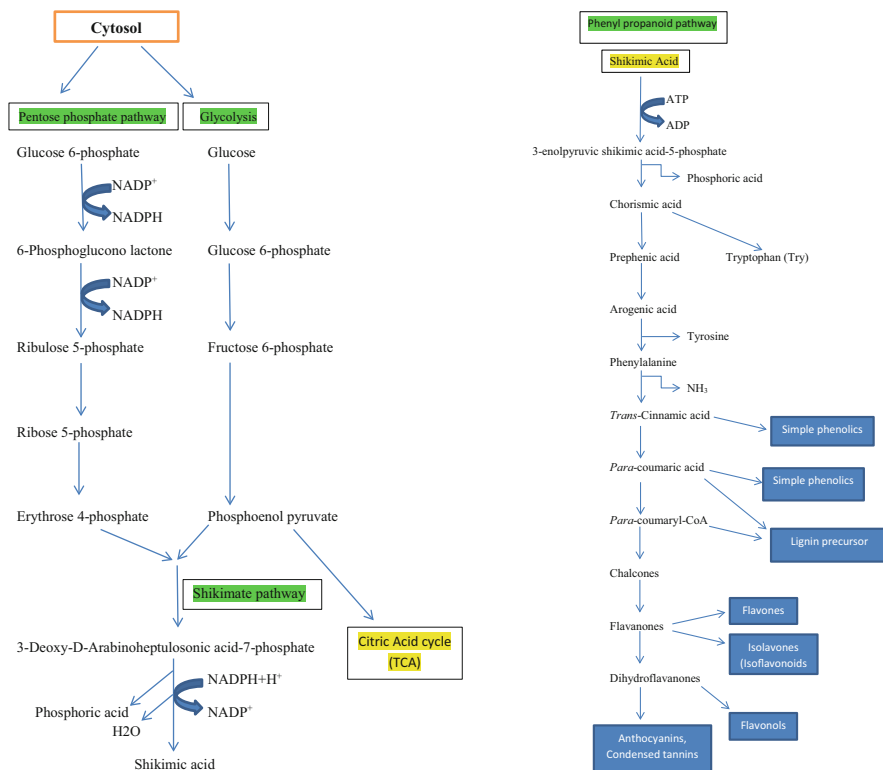 Cytosol
Pentose phosphate pathway
Glycolysis
Glucose 6-phosphate
Glucose
NADP+
NADPH
6-Phosphoglucono lactone
Glucose 6-phosphate
NADP+
NADPH
Ribulose 5-phosphate
Fructose 6-phosphate
Ribose 5-phosphate
Erythrose 4-phosphate
Phosphoenol pyruvate
Shikimate pathway
3-Deoxy-D-Arabinoheptulosonic acid-7-phosphate
Citric Acid cycle
(TCA)
NADPH+H+
NADP+
Phosphoric acid
H2O
Shikimic acid
Phenyl propanoid pathway
Shikimic Acid
ATP
ADP
3-enolpyruvic shikimic acid-5-phosphate
Phosphoric acid
Chorismic acid
Prephenic acid
Tryptophan (Try)
Arogenic acid
Tyrosine
Phenylalanine
NH3
Trans-Cinnamic acid
Simple phenolics
Para-coumaric acid
Simple phenolics
Para-coumaryl-CoA
Lignin precursor
Chalcones
Flavones
Flavanones
Isolavones
(Isoflavonoids
Dihydroflavanones
Flavonols
Anthocyanins,
Condensed tannins